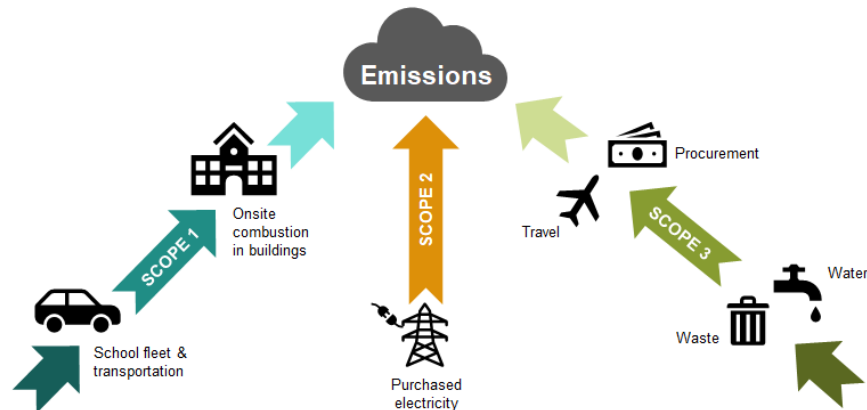 Emissions
SCOPE 1
Onsite
combustion
in buildings
School fleet &
transportation
SCOPE 2
Purchased
electricity
SCOPE 3
Procurement
Travel
Water
Waste